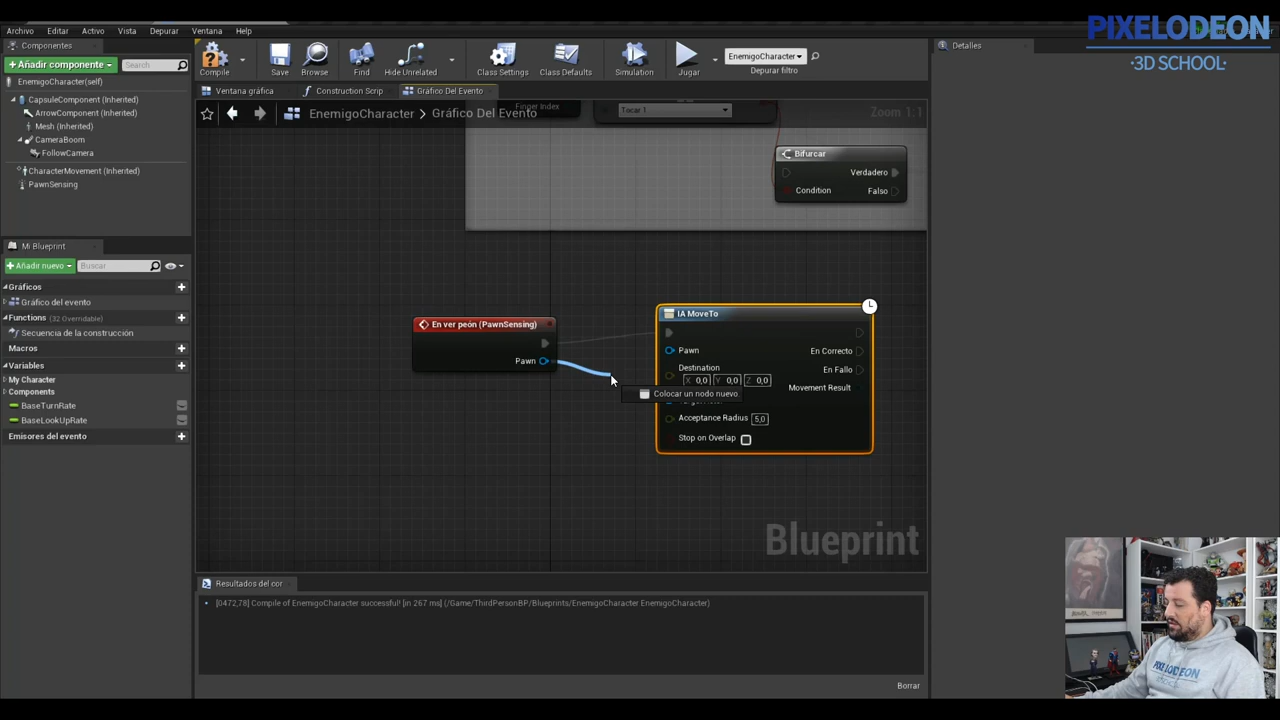 PIXELODEON
·3D SCHOOL·
Archivo Editar Activo Vista Depurar Ventana Help
Componentes
Añadir componente
Search
EnemigoCharacter(self)
CapsuleComponent (Inherited)
ArrowComponent (Inherited)
Mesh (Inherited)
CameraBoom
FollowCamera
CharacterMovement (Inherited)
PawnSensing
Mi Blueprint
Añadir nuevo
Buscar
Gráficos
Gráfico del evento
Functions (32 Overridable)
Secuencia de la construcción
Macros
Variables
My Character
Components
BaseTurnRate
BaseLookUpRate
Emisores del evento
Compile
Save
Browse
Find
Hide Unrelated
Class Settings
Class Defaults
Simulation
Jugar
EnemigoCharacter
Depurar filtro
Ventana gráfica
Construction Scrip
Gráfico Del Evento
EnemigoCharacter > Gráfico Del Evento
Zoom 1:1
Finger Index
Tocar 1
Bifurcar
Verdadero
Condition
Falso
En ver peón (PawnSensing)
Pawn
IA MoveTo
Pawn
En Correcto
Destination
X 0,0 Y 0,0 Z 0,0
En Fallo
Movement Result
Colocar un nodo nuevo.
Acceptance Radius 5,0
Stop on Overlap
Blueprint
Resultados del cor
[0472,78] Compile of EnemigoCharacter successful! [in 267 ms] (/Game/ThirdPersonBP/Blueprints/EnemigoCharacter.EnemigoCharacter)
Borrar
Detalles
PIXELODEON